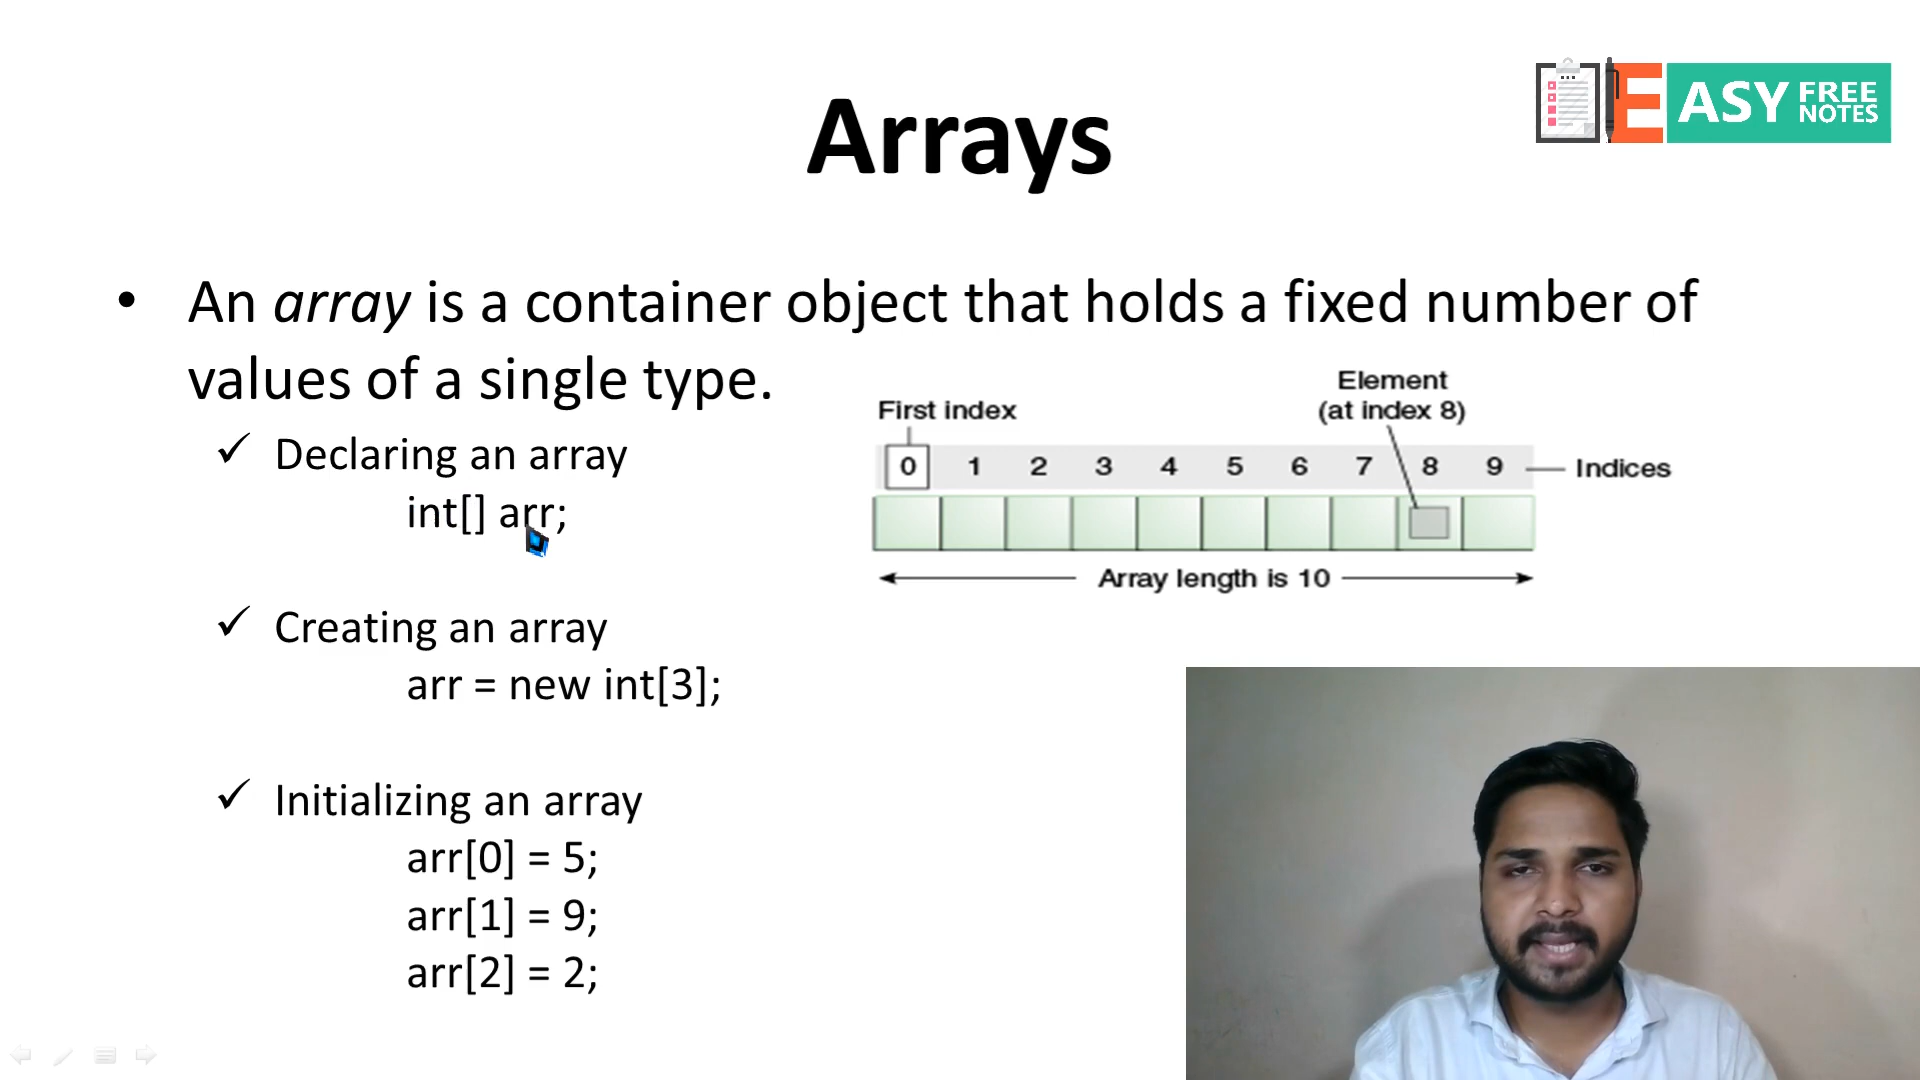 Arrays
EASY FREE NOTES
• An array is a container object that holds a fixed number of
values of a single type.
✓ Declaring an array
int[] arr;
✓ Creating an array
arr = new int[3];
✓ Initializing an array
arr[0] = 5;
arr[1] = 9;
arr[2] = 2;
First index
Element
(at index 8)
0 1 2 3 4 5 6 7 8 9 Indices
Array length is 10